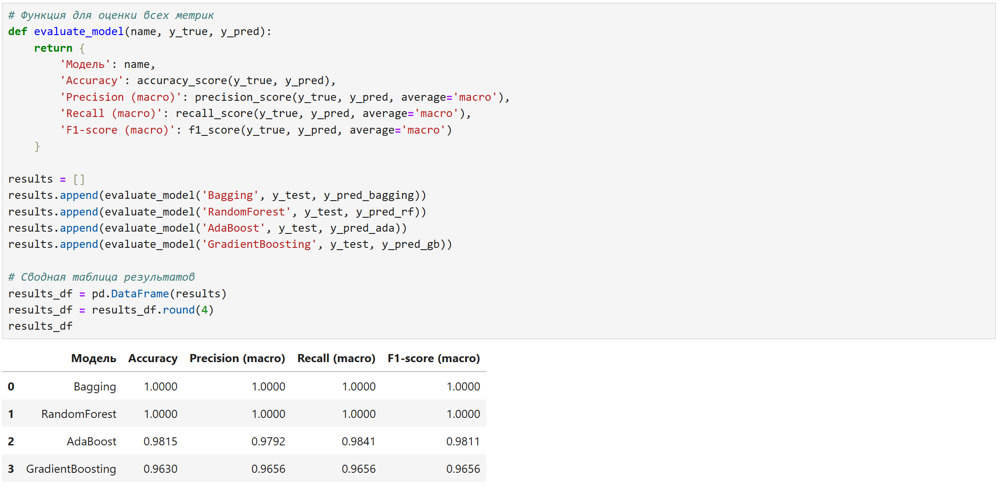 # Функция для оценки всех метрик
def evaluate_model(name, y_true, y_pred):
    return {
        'Модель': name,
        'Accuracy': accuracy_score(y_true, y_pred),
        'Precision (macro)': precision_score(y_true, y_pred, average='macro'),
        'Recall (macro)': recall_score(y_true, y_pred, average='macro'),
        'F1-score (macro)': f1_score(y_true, y_pred, average='macro')
    }

results = []
results.append(evaluate_model('Bagging', y_test, y_pred_bagging))
results.append(evaluate_model('RandomForest', y_test, y_pred_rf))
results.append(evaluate_model('AdaBoost', y_test, y_pred_ada))
results.append(evaluate_model('GradientBoosting', y_test, y_pred_gb))

# Сводная таблица результатов
results_df = pd.DataFrame(results)
results_df = results_df.round(4)
results_df
Модель Accuracy Precision (macro) Recall (macro) F1-score (macro)
0 Bagging 1.0000 1.0000 1.0000 1.0000
1 RandomForest 1.0000 1.0000 1.0000 1.0000
2 AdaBoost 0.9815 0.9792 0.9841 0.9811
3 GradientBoosting 0.9630 0.9656 0.9656 0.9656